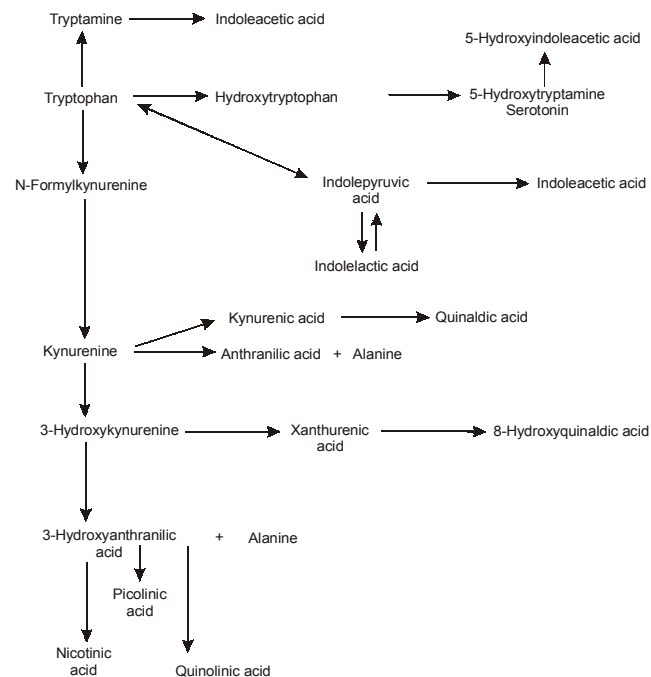 Tryptamine
Indoleacetic acid
5-Hydroxyindoleacetic acid
Tryptophan
Hydroxytryptophan
5-Hydroxytryptamine
Serotonin
N-Formylkynurenine
Indolepyruvic
acid
Indoleacetic acid
Indolelactic acid
Kynurenic acid
Quinaldic acid
Kynurenine
Anthranilic acid + Alanine
3-Hydroxykynurenine
Xanthurenic
acid
8-Hydroxyquinaldic acid
3-Hydroxyanthranilic
acid
+ Alanine
Picolinic
acid
Nicotinic
acid
Quinolinic acid